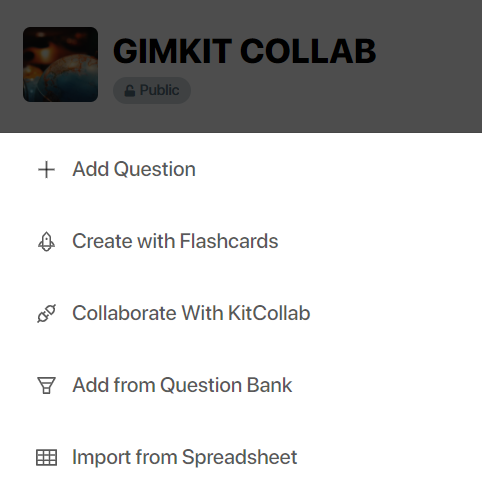 GIMKIT COLLAB
Public
Add Question
Create with Flashcards
Collaborate With KitCollab
Add from Question Bank
Import from Spreadsheet